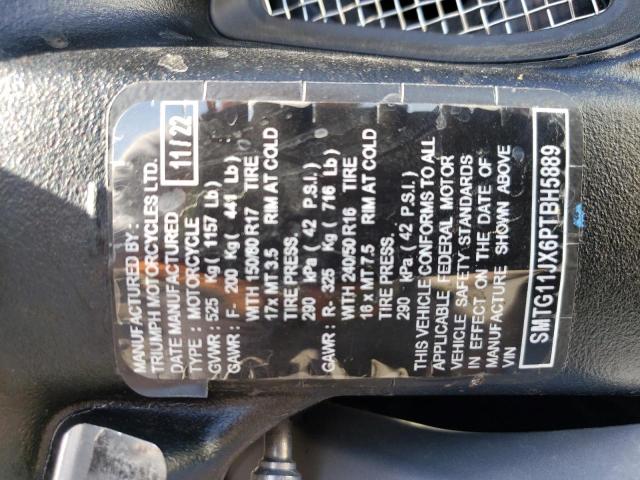 MANUFACTURED BY :
TRIUMPH MOTORCYCLES LTD.
DATE MANUFACTURED 11/22
TYPE : MOTORCYCLE
GVWR : 525 Kg ( 1157 Lb )
GAWR : F- 200 Kg ( 441 Lb )
WITH 150/80 R17 TIRE
17 x MT 3.5 RIM AT COLD
TIRE PRESS.
290 kPa ( 42 P.S.I. )
GAWR : R- 325 Kg ( 716 Lb )
WITH 240/50 R16 TIRE
16 x MT 7.5 RIM AT COLD
TIRE PRESS.
290 kPa ( 42 P.S.I. )
THIS VEHICLE CONFORMS TO ALL
APPLICABLE FEDERAL MOTOR
VEHICLE SAFETY STANDARDS
IN EFFECT ON THE DATE OF
MANUFACTURE SHOWN ABOVE
VIN
SMTG11JX6PTBH5889